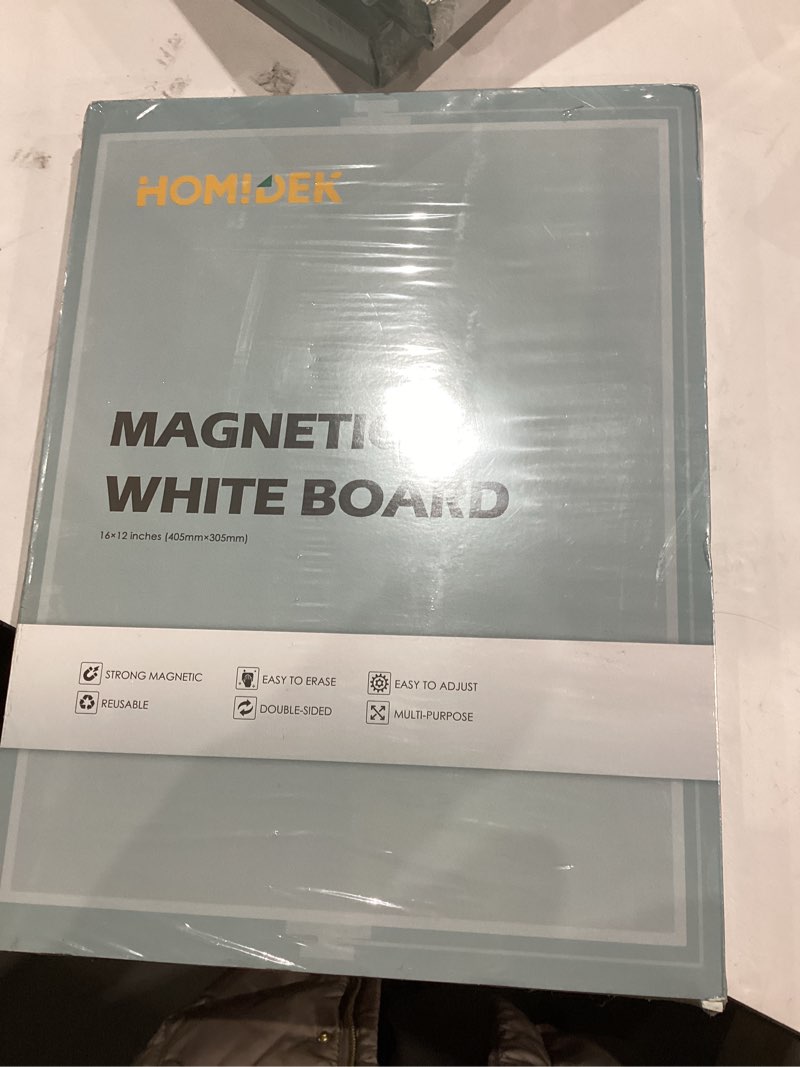 HOMIDEK
MAGNETIC
WHITE BOARD
16×12 inches (405mm×305mm)
STRONG MAGNETIC EASY TO ERASE EASY TO ADJUST
REUSABLE DOUBLE-SIDED MULTI-PURPOSE